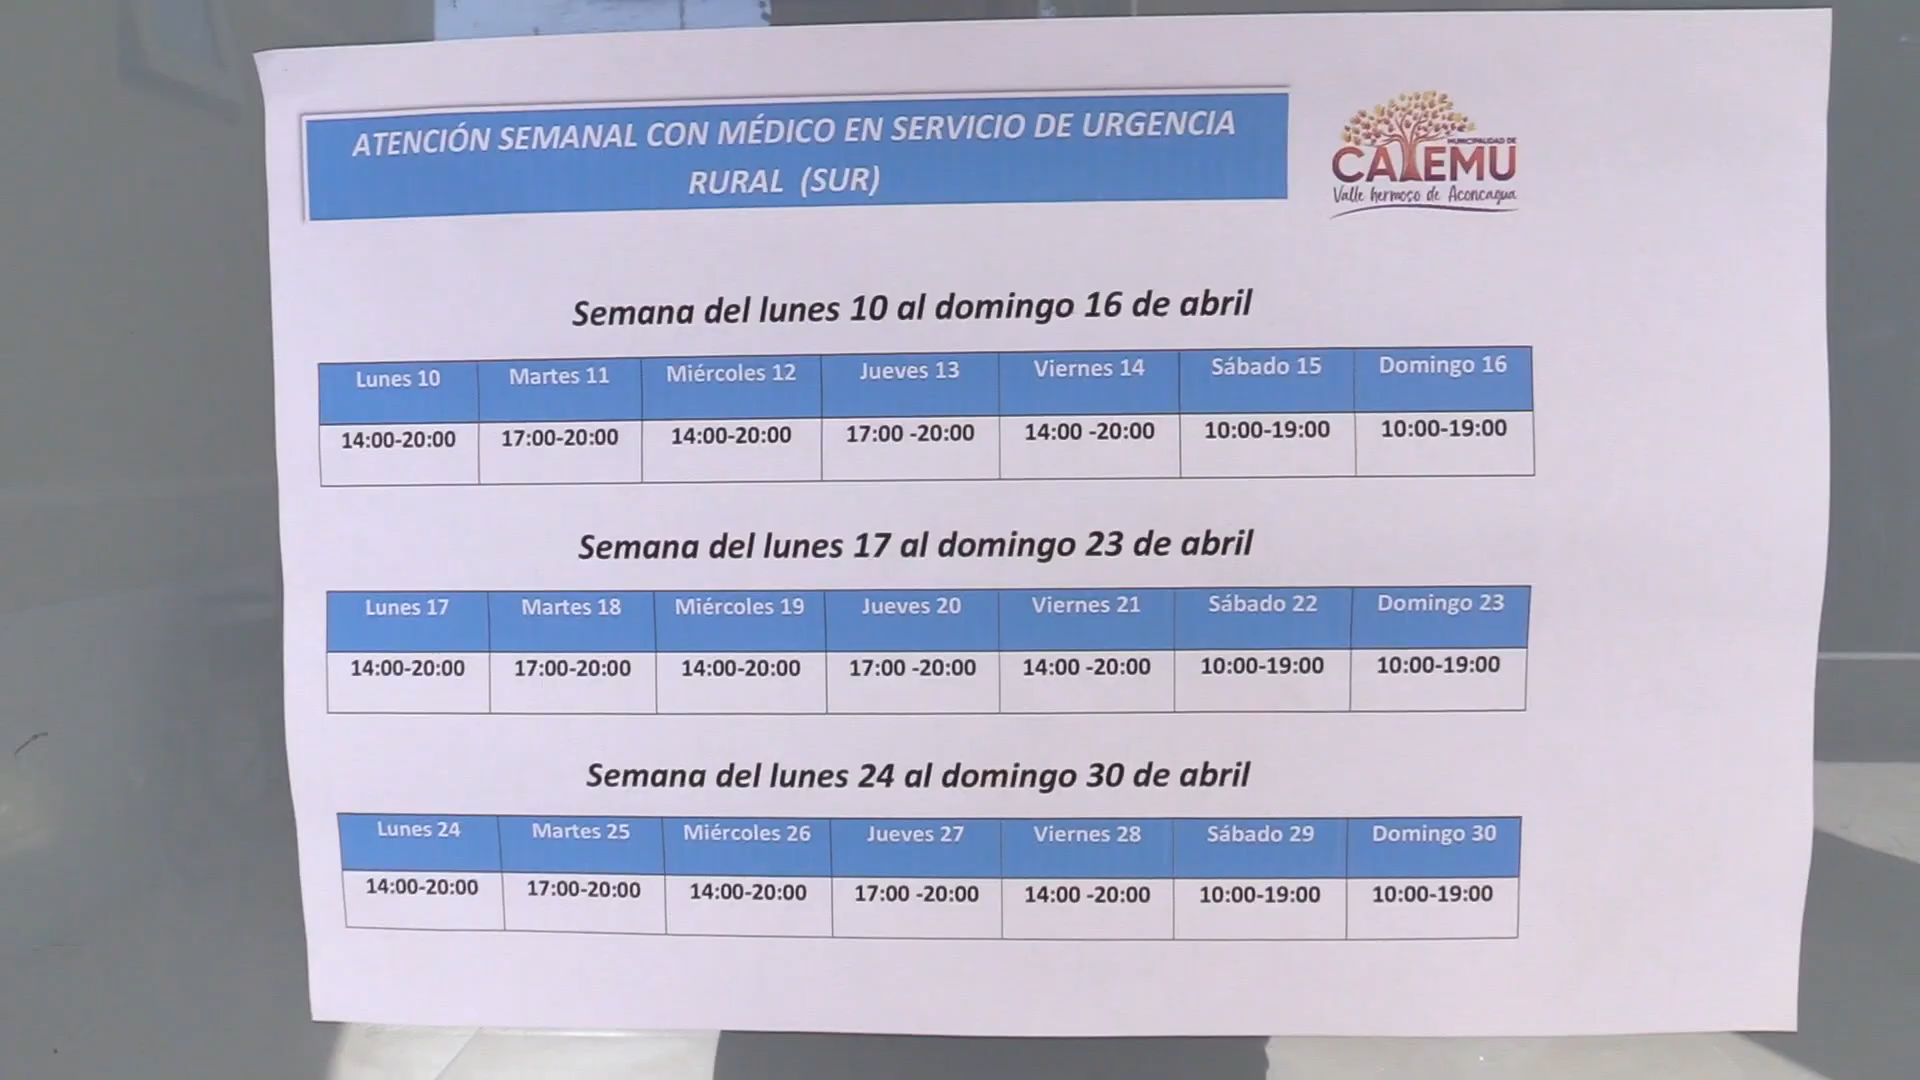 ATENCIÓN SEMANAL CON MÉDICO EN SERVICIO DE URGENCIA
RURAL (SUR)
MUNICIPALIDAD DE
CATEMU
Valle hermoso de Aconcagua
Semana del lunes 10 al domingo 16 de abril
Lunes 10 Martes 11 Miércoles 12 Jueves 13 Viernes 14 Sábado 15 Domingo 16
14:00-20:00 17:00-20:00 14:00-20:00 17:00 -20:00 14:00 -20:00 10:00-19:00 10:00-19:00
Semana del lunes 17 al domingo 23 de abril
Lunes 17 Martes 18 Miércoles 19 Jueves 20 Viernes 21 Sábado 22 Domingo 23
14:00-20:00 17:00-20:00 14:00-20:00 17:00 -20:00 14:00 -20:00 10:00-19:00 10:00-19:00
Semana del lunes 24 al domingo 30 de abril
Lunes 24 Martes 25 Miércoles 26 Jueves 27 Viernes 28 Sábado 29 Domingo 30
14:00-20:00 17:00-20:00 14:00-20:00 17:00 -20:00 14:00 -20:00 10:00-19:00 10:00-19:00